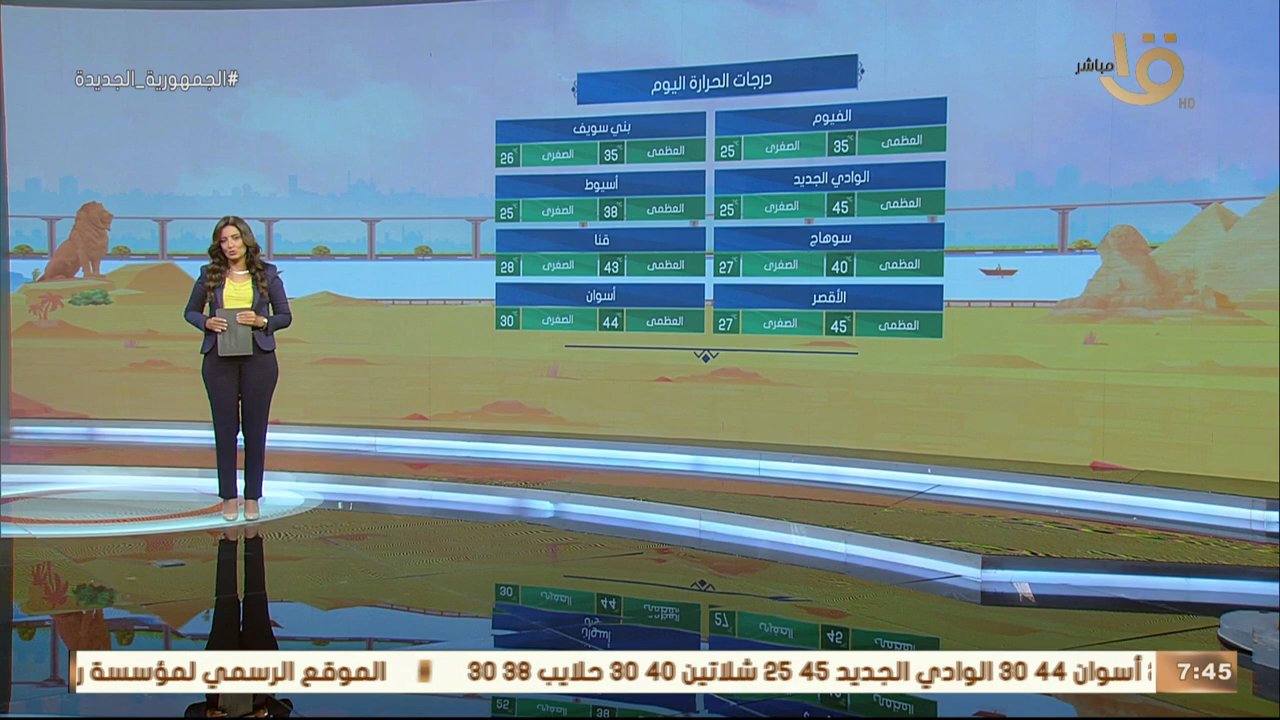 #الجمهورية_الجديدة
مباشر
HD
درجات الحرارة اليوم
الفيوم
العظمى 35 الصغرى 25
بني سويف
العظمى 35 الصغرى 26
الوادي الجديد
العظمى 45 الصغرى 25
أسيوط
العظمى 38 الصغرى 25
سوهاج
العظمى 40 الصغرى 27
قنا
العظمى 43 الصغرى 28
الأقصر
العظمى 45 الصغرى 27
أسوان
العظمى 44 الصغرى 30
7:45
أسوان 44 30 الوادي الجديد 45 25 شلاتين 40 30 حلايب 38 30 الموقع الرسمي لمؤسسة